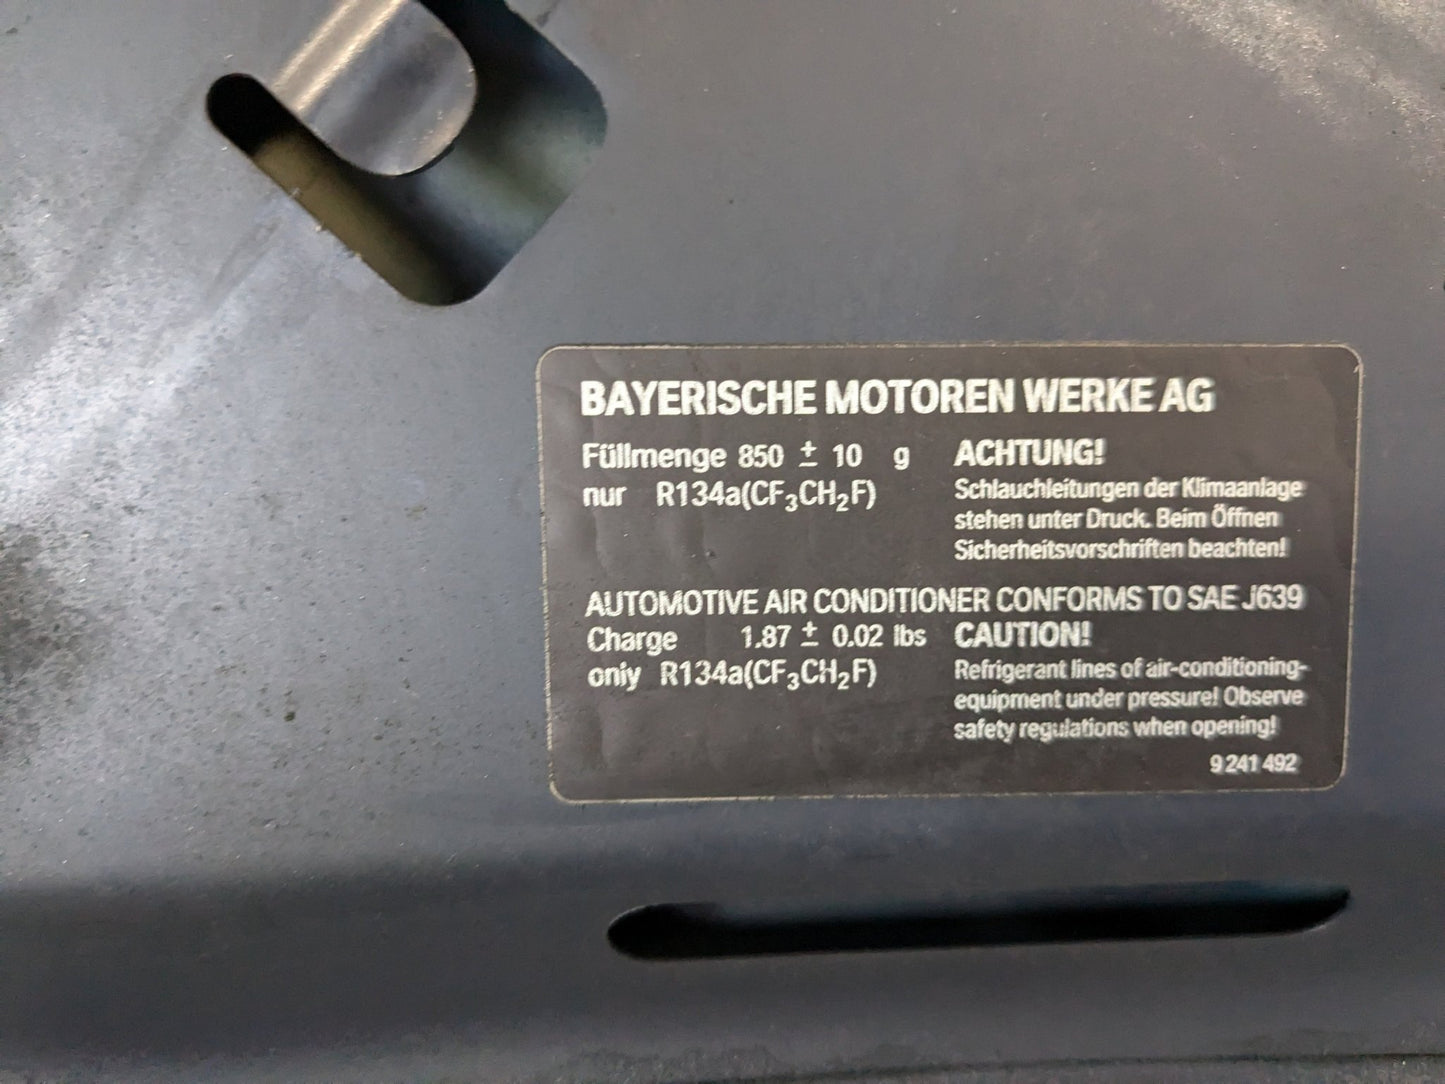 BAYERISCHE MOTOREN WERKE AG
Füllmenge 850 ± 10 g
nur R134a(CF₃CH₂F)
ACHTUNG!
Schlauchleitungen der Klimaanlage
stehen unter Druck. Beim Öffnen
Sicherheitsvorschriften beachten!
AUTOMOTIVE AIR CONDITIONER CONFORMS TO SAE J639
Charge 1.87 ± 0.02 lbs
only R134a(CF₃CH₂F)
CAUTION!
Refrigerant lines of air-conditioning-
equipment under pressure! Observe
safety regulations when opening!
9 241 492